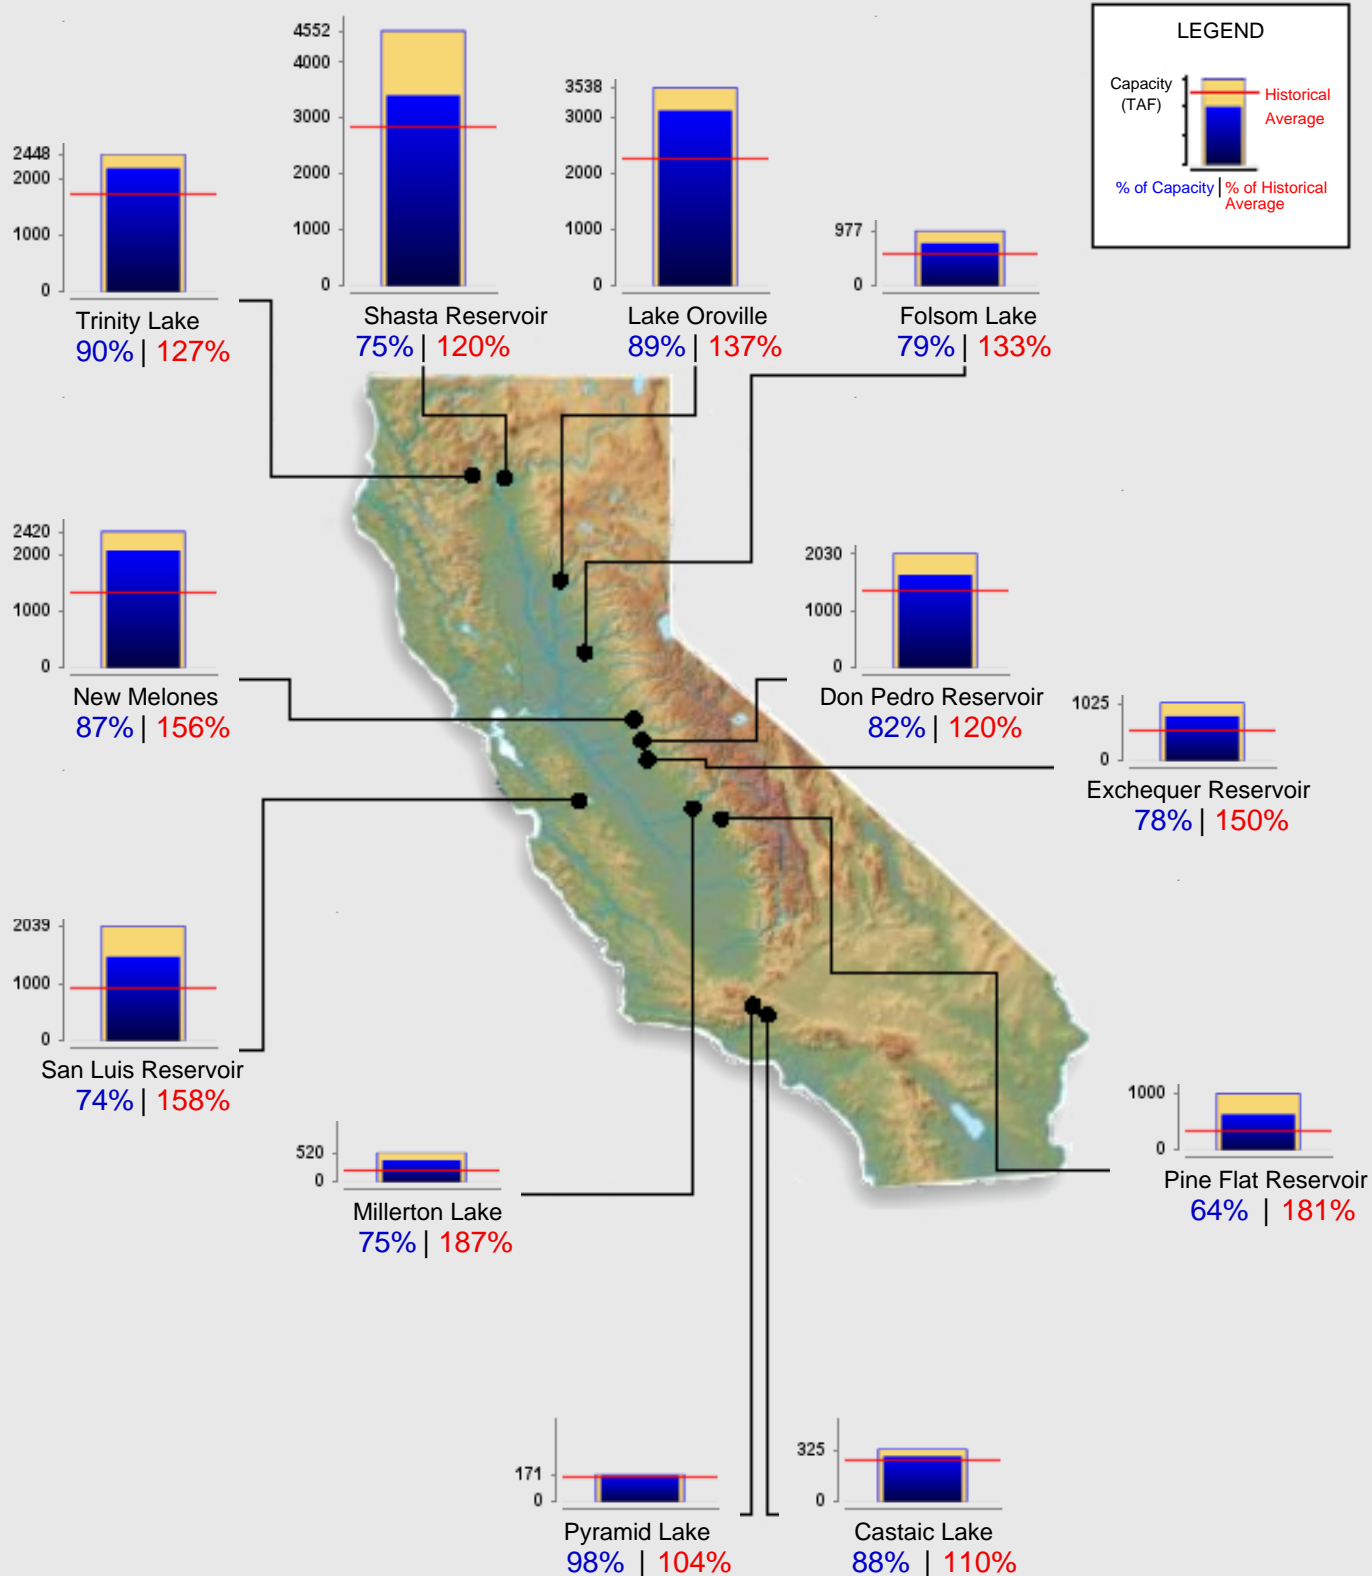 LEGEND
Capacity
(TAF)
Historical
Average
% of Capacity | % of Historical
Average
4552
4000
3000
2000
1000
0
Shasta Reservoir
75% | 120%
3538
3000
2000
1000
0
Lake Oroville
89% | 137%
977
0
Folsom Lake
79% | 133%
2448
2000
1000
0
Trinity Lake
90% | 127%
2420
2000
1000
0
New Melones
87% | 156%
2030
1000
0
Don Pedro Reservoir
82% | 120%
1025
0
Exchequer Reservoir
78% | 150%
2039
1000
0
San Luis Reservoir
74% | 158%
520
0
Millerton Lake
75% | 187%
1000
0
Pine Flat Reservoir
64% | 181%
171
0
Pyramid Lake
98% | 104%
325
0
Castaic Lake
88% | 110%